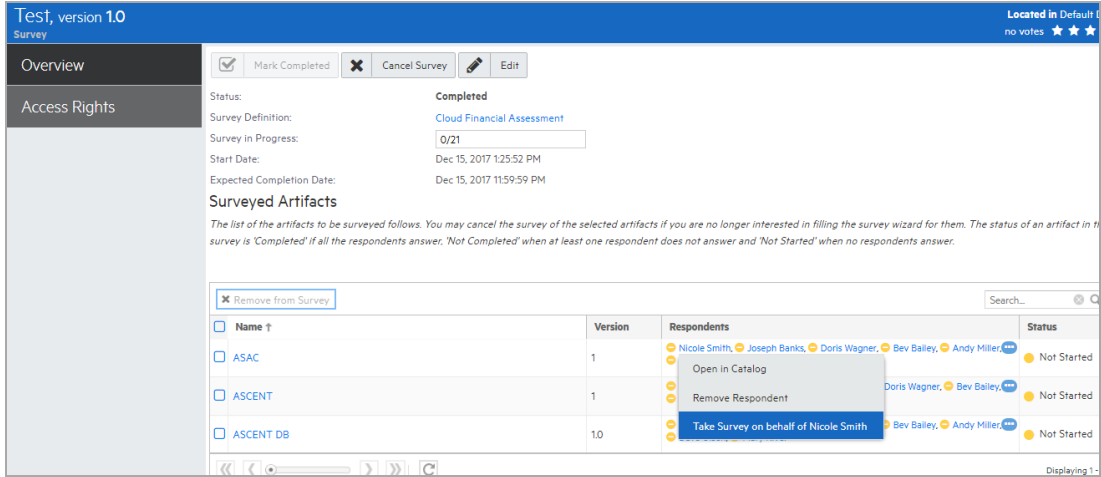 Test, version 1.0
Located in Default
Survey
no votes
Overview
Mark Completed Cancel Survey Edit
Access Rights
Status: Completed
Survey Definition: Cloud Financial Assessment
Survey in Progress: 0/21
Start Date: Dec 15, 2017 1:25:52 PM
Expected Completion Date: Dec 15, 2017 11:59:59 PM
Surveyed Artifacts
The list of the artifacts to be surveyed follows. You may cancel the survey of the selected artifacts if you are no longer interested in filling the survey wizard for them. The status of an artifact in
survey is 'Completed' if all the respondents answer, 'Not Completed' when at least one respondent does not answer and 'Not Started' when no respondents answer.
Remove from Survey Search...
Name ↑ Version Respondents Status
Nicole Smith, Joseph Banks, Doris Wagner, Bev Bailey, Andy Miller,
ASAC 1 Not Started
Open in Catalog
Doris Wagner, Bev Bailey,
ASCENT 1 Remove Respondent Not Started
Take Survey on behalf of Nicole Smith Bev Bailey, Andy Miller,
ASCENT DB 1.0 Not Started
Displaying 1 -